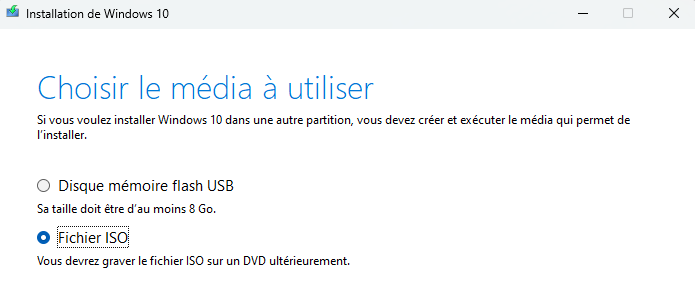 Installation de Windows 10
Choisir le média à utiliser
Si vous voulez installer Windows 10 dans une autre partition, vous devez créer et exécuter le média qui permet de
l'installer.
Disque mémoire flash USB
Sa taille doit être d'au moins 8 Go.
Fichier ISO
Vous devrez graver le fichier ISO sur un DVD ultérieurement.